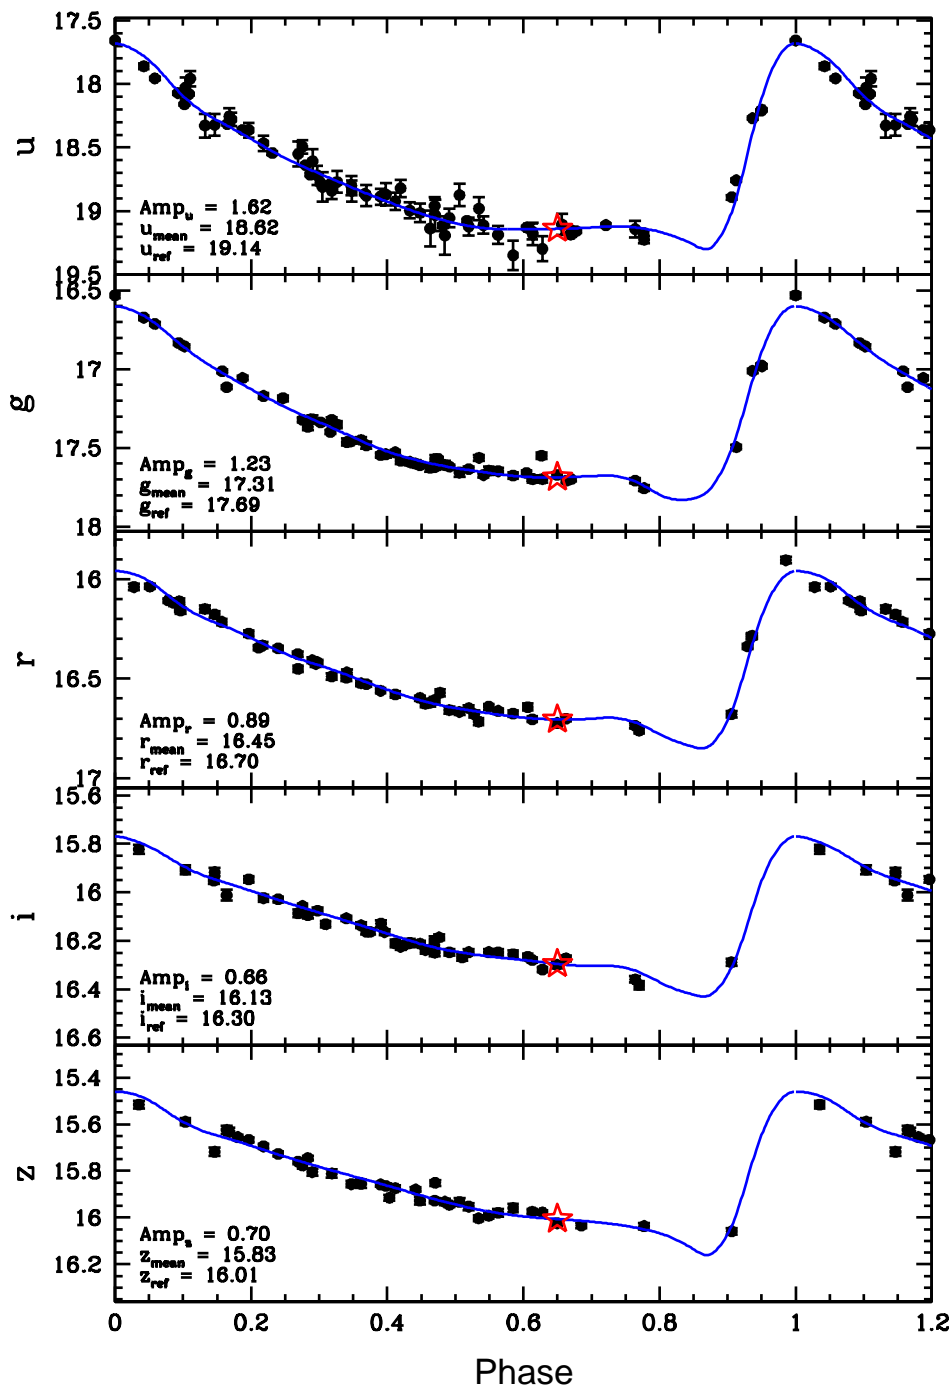 17.5
18
18.5
19
19.5
u
Amp_u = 1.62
u_mean = 18.62
u_ref = 19.14
16.5
17
17.5
18
g
Amp_g = 1.23
g_mean = 17.31
g_ref = 17.69
16
16.5
17
r
Amp_r = 0.89
r_mean = 16.45
r_ref = 16.70
15.6
15.8
16
16.2
16.4
16.6
i
Amp_i = 0.66
i_mean = 16.13
i_ref = 16.30
15.4
15.6
15.8
16
16.2
z
Amp_z = 0.70
z_mean = 15.83
z_ref = 16.01
0 0.2 0.4 0.6 0.8 1 1.2
Phase